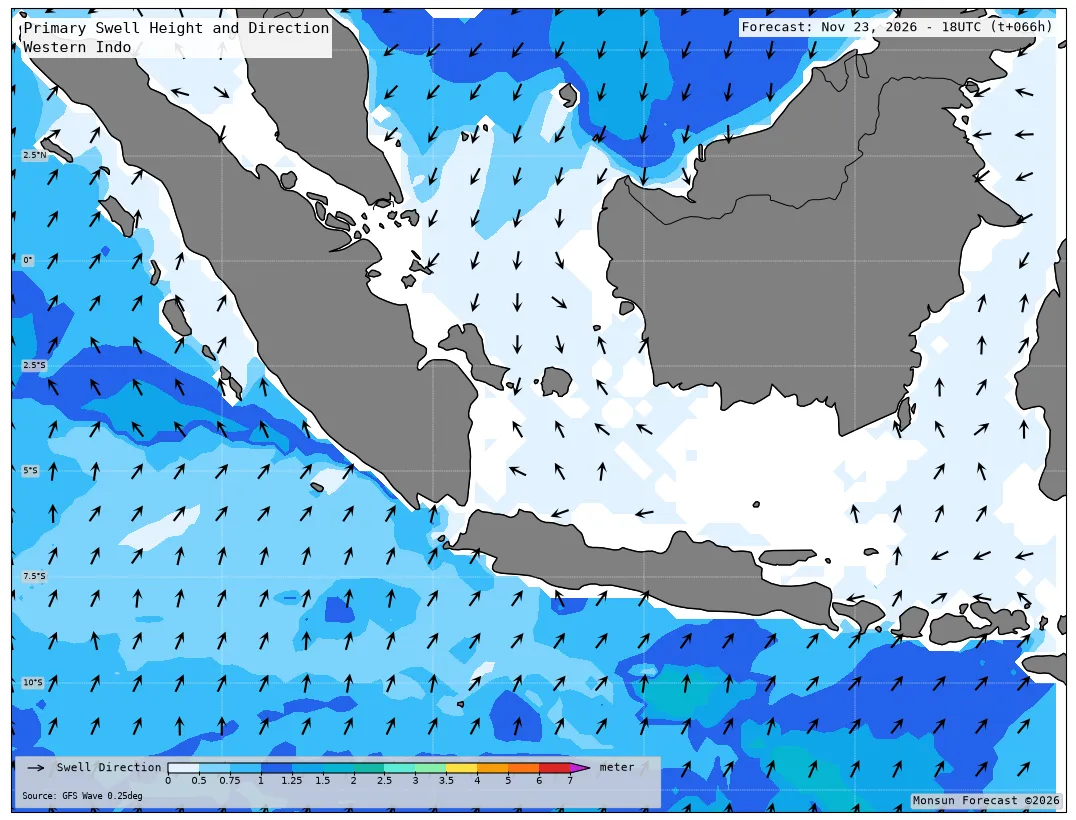 Primary Swell Height and Direction
Western Indo
Forecast: Nov 23, 2026 - 18UTC (t+066h)
2.5°N
0°
2.5°S
5°S
7.5°S
10°S
Swell Direction
0 0.5 0.75 1 1.25 1.5 2 2.5 3 3.5 4 5 6 7
meter
Source: GFS Wave 0.25deg
Monsun Forecast ©2026